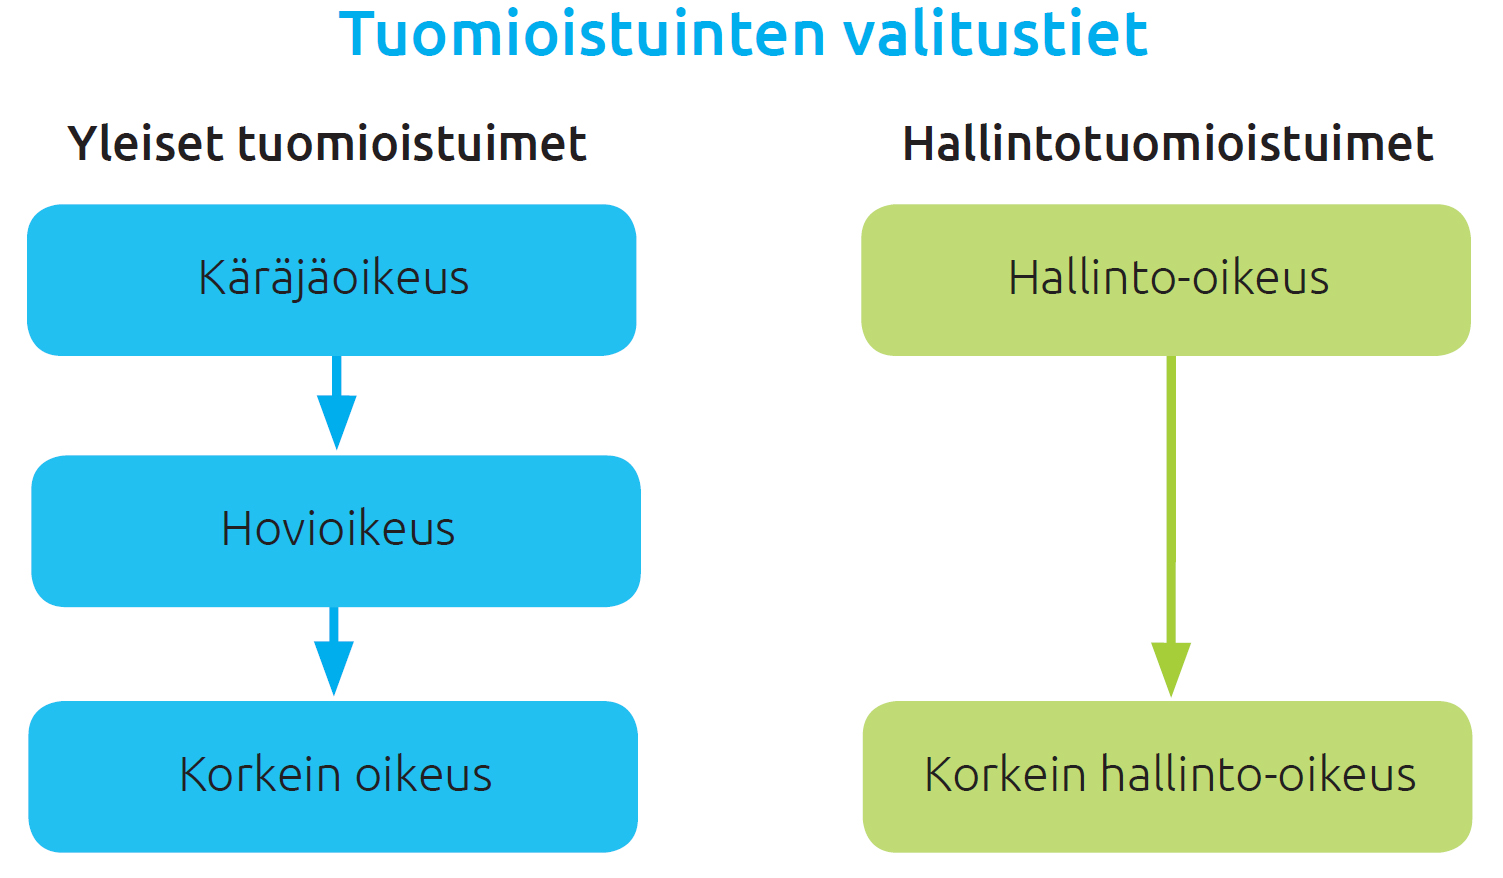 Tuomioistuinten valitustiet
Yleiset tuomioistuimet
Käräjäoikeus
Hovioikeus
Korkein oikeus
Hallintotuomioistuimet
Hallinto-oikeus
Korkein hallinto-oikeus